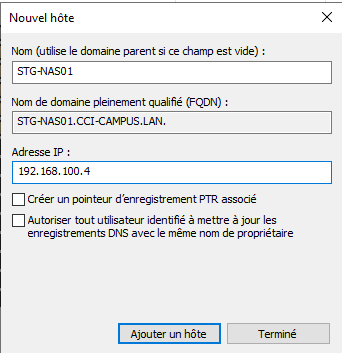 Nouvel hôte
Nom (utilise le domaine parent si ce champ est vide) :
STG-NAS01
Nom de domaine pleinement qualifié (FQDN) :
STG-NAS01.CCI-CAMPUS.LAN.
Adresse IP :
192.168.100.4
Créer un pointeur d'enregistrement PTR associé
Autoriser tout utilisateur identifié à mettre à jour les
enregistrements DNS avec le même nom de propriétaire
Ajouter un hôte
Terminé